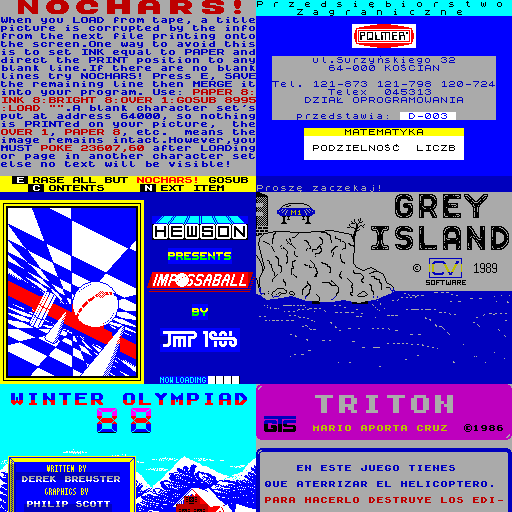 NOCHARS!
When you LOAD from tape, a title
picture is corrupted by the info
from the next file printing onto
the screen.One way to avoid this
is to set INK equal to PAPER and
direct the PRINT position to any
blank line.If there are no blank
lines try NOCHARS! Press E, SAVE
the remaining line then MERGE it
into your program. Use: PAPER 8:
INK 8:BRIGHT 8:OVER 1:GOSUB 8995
:LOAD "".A blank character set's
put at address 64000, so nothing
is PRINTed on your picture, the
OVER 1, PAPER 8, etc. means the
image remains intact.However,you
MUST POKE 23607,60 after LOADing
or page in another character set
else no text will be visible!
E RASE ALL BUT NOCHARS! GOSUB
C ONTENTS N EXT ITEM
Przedsiębiorstwo
Zagraniczne
POLMER
ul.Surzyńskiego 32
64-000 KOŚCIAN
Tel. 121-673 121-798 120-724
Telex 045313
DZIAŁ OPROGRAMOWANIA
przedstawia: D-003
MATEMATYKA
PODZIELNOŚĆ LICZB
Proszę zaczekaj!
HEWSON
PRESENTS
IMPOSSABALL
BY
JMP 1986
NOW LOADING
M1
GREY
ISLAND
© CV 1989
SOFTWARE
WINTER OLYMPIAD
88
WRITTEN BY
DEREK BREWSTER
GRAPHICS BY
PHILIP SCOTT
TRITON
GTS MARIO APORTA CRUZ ©1986
EN ESTE JUEGO TIENES
QUE ATERRIZAR EL HELICOPTERO.
PARA HACERLO DESTRUYE LOS EDI-